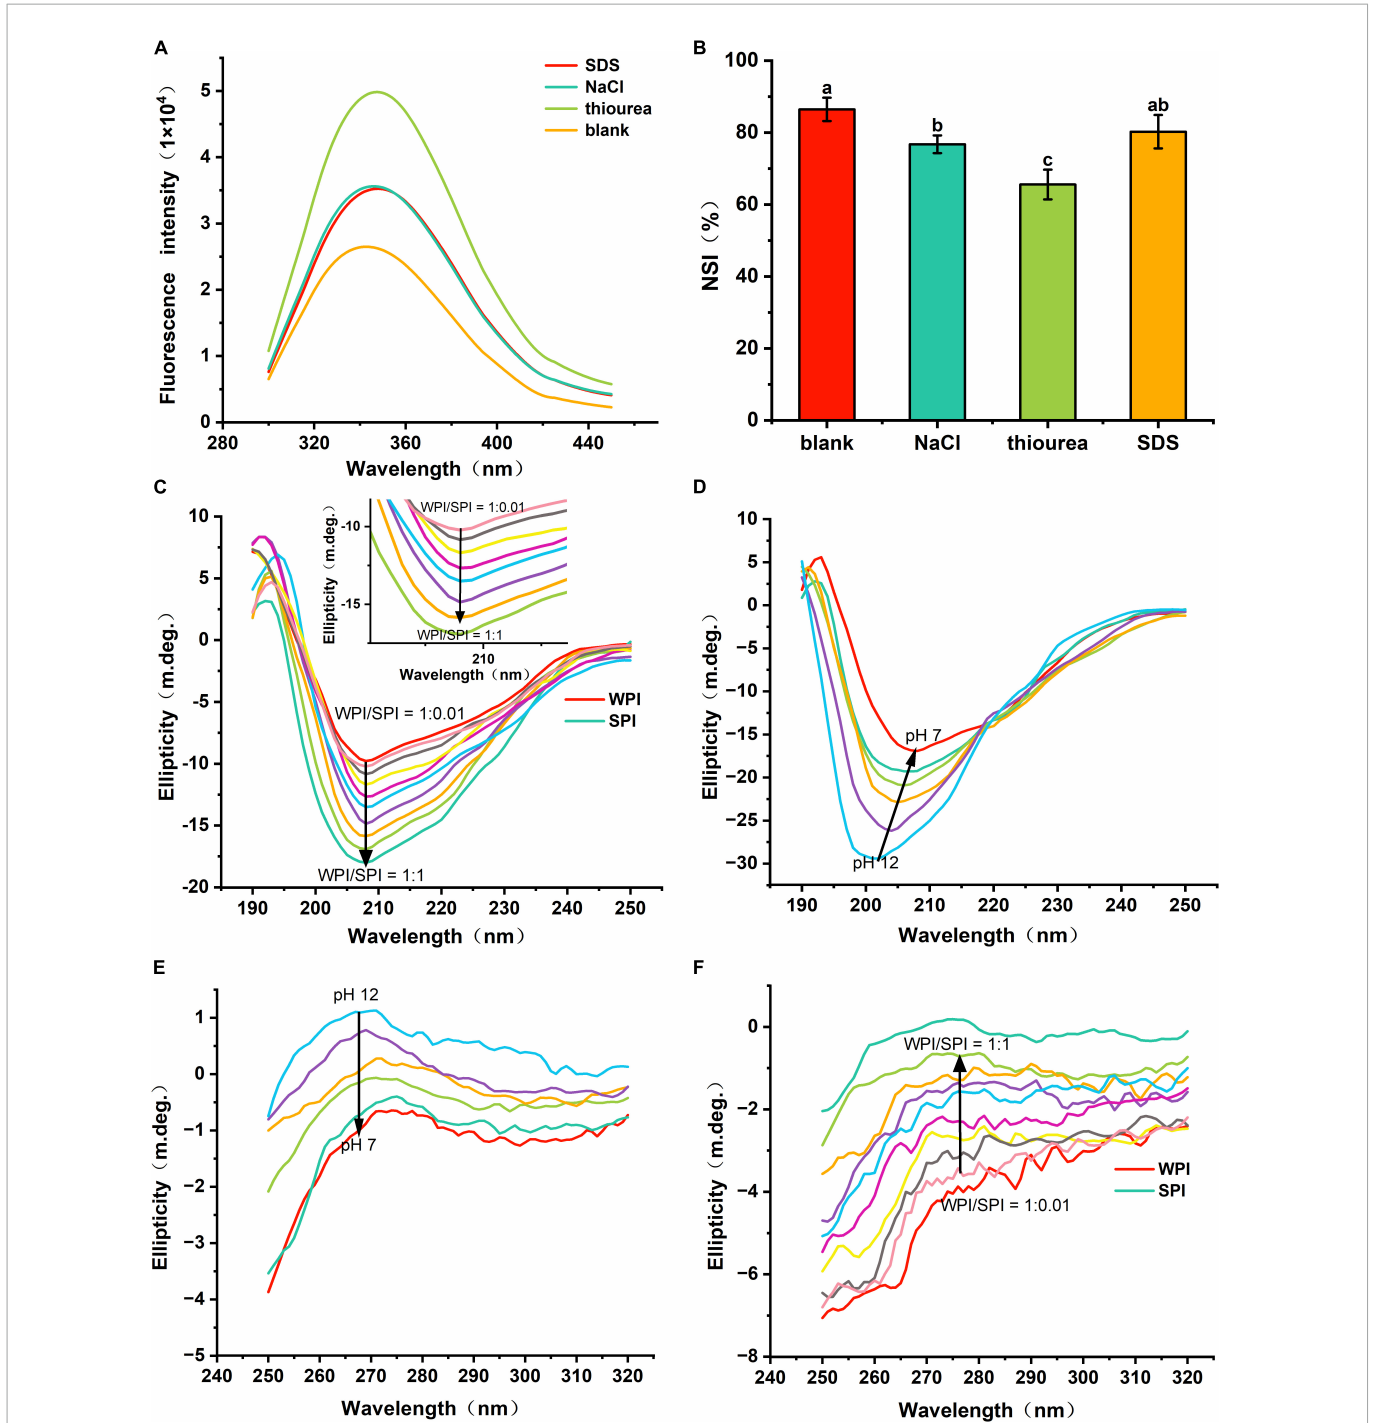 A
SDS
NaCl
thiourea
blank
5
4
3
2
1
0
280
320
360
400
440
Fluorescence intensity（1×10⁴）
Wavelength（nm）
B
100
80
60
40
20
0
a
b
c
ab
blank
NaCl
thiourea
SDS
NSI（%）
C
10
5
0
-5
-10
-15
-20
190
200
210
220
230
240
250
Ellipticity（m.deg.）
Wavelength（nm）
WPI/SPI = 1:0.01
WPI/SPI = 1:1
WPI
SPI
Ellipticity（m.deg.）
-10
-15
WPI/SPI = 1:0.01
WPI/SPI = 1:1
210
Wavelength（nm）
D
10
5
0
−5
−10
−15
−20
−25
−30
190
200
210
220
230
240
250
Ellipticity（m.deg.）
Wavelength（nm）
pH 7
pH 12
E
1
0
−1
−2
−3
−4
−5
240
250
260
270
280
290
300
310
320
Ellipticity（m.deg.）
Wavelength（nm）
pH 12
pH 7
F
0
−2
−4
−6
−8
240
250
260
270
280
290
300
310
320
Ellipticity（m.deg.）
Wavelength（nm）
WPI/SPI = 1:1
WPI/SPI = 1:0.01
WPI
SPI